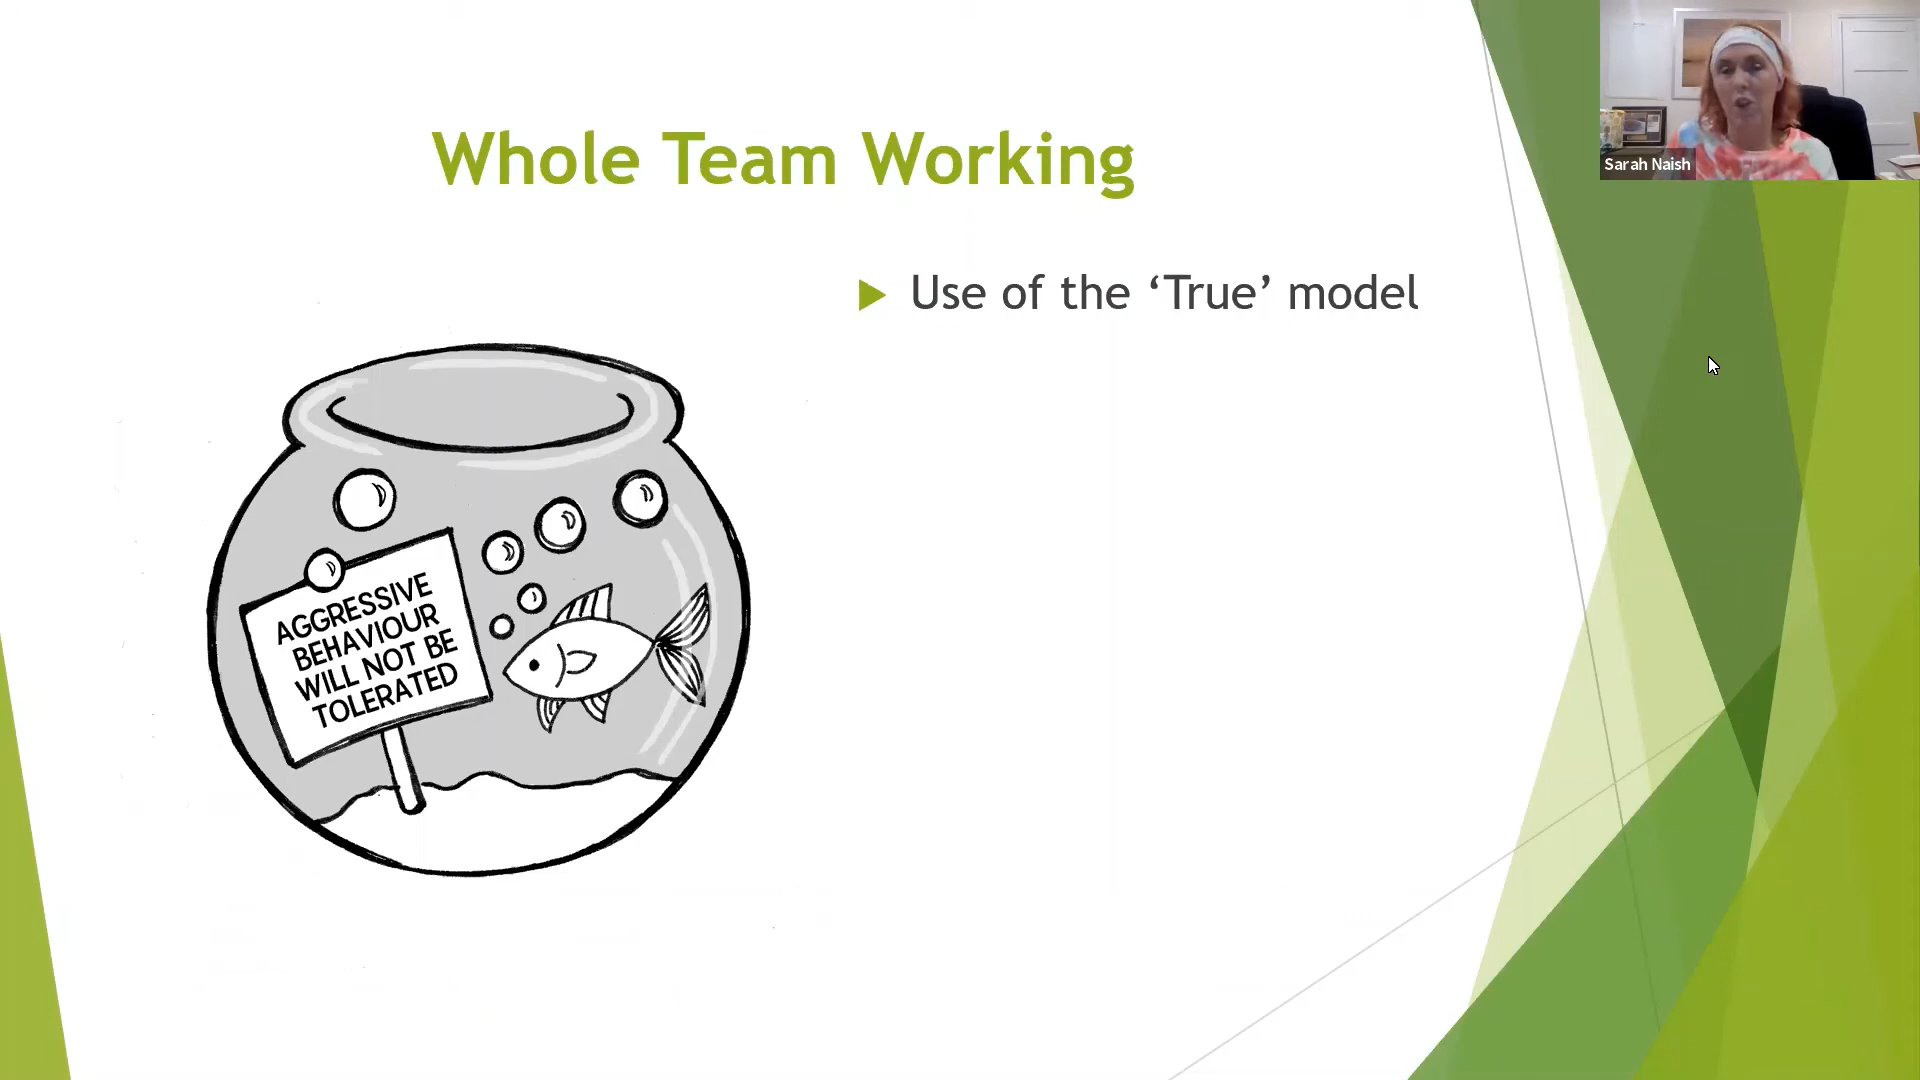 Whole Team Working
Sarah Naish
Use of the ‘True’ model
AGGRESSIVE
BEHAVIOUR
WILL NOT BE
TOLERATED